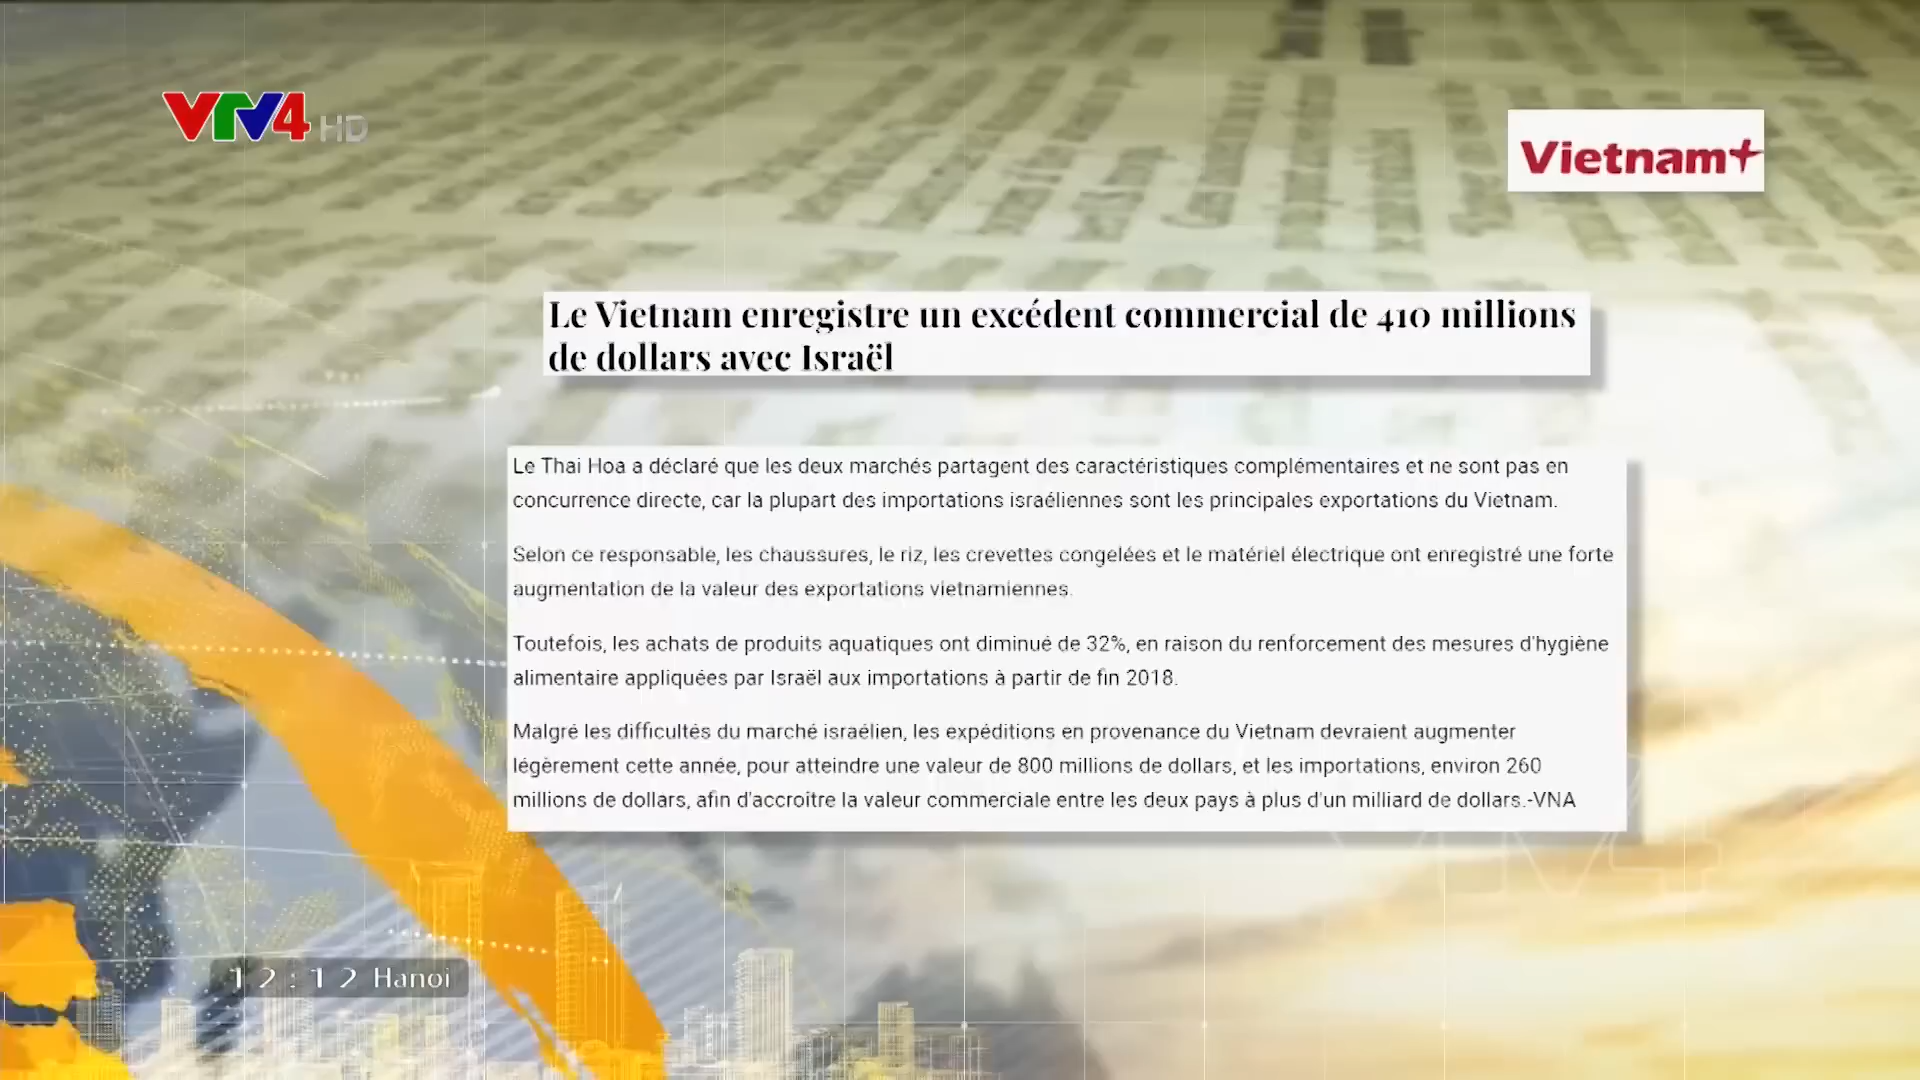 VTV4 HD
Vietnam+
Le Vietnam enregistre un excédent commercial de 410 millions
de dollars avec Israël
Le Thai Hoa a déclaré que les deux marchés partagent des caractéristiques complémentaires et ne sont pas en
concurrence directe, car la plupart des importations israéliennes sont les principales exportations du Vietnam.
Selon ce responsable, les chaussures, le riz, les crevettes congelées et le matériel électrique ont enregistré une forte
augmentation de la valeur des exportations vietnamiennes.
Toutefois, les achats de produits aquatiques ont diminué de 32%, en raison du renforcement des mesures d'hygiène
alimentaire appliquées par Israël aux importations à partir de fin 2018.
Malgré les difficultés du marché israélien, les expéditions en provenance du Vietnam devraient augmenter
légèrement cette année, pour atteindre une valeur de 800 millions de dollars, et les importations, environ 260
millions de dollars, afin d'accroître la valeur commerciale entre les deux pays à plus d'un milliard de dollars.-VNA
VTV4
12:12 Hanoi